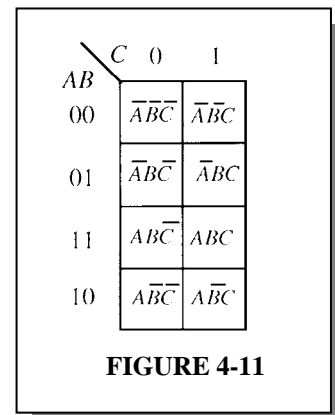 C 0 1
AB
00 A̅B̅C̅ A̅B̅C
01 A̅BC̅ A̅BC
11 ABC̅ ABC
10 AB̅C̅ AB̅C
FIGURE 4-11